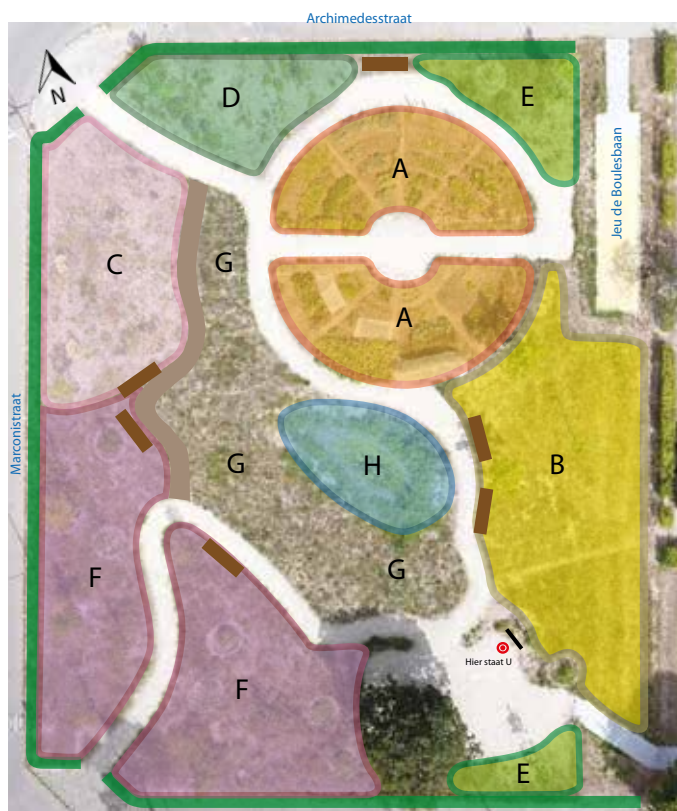 Archimedesstraat
N
D
E
A
Jeu de Boulesbaan
C
G
A
Marconistraat
G
H
B
F
G
Hier staat U
F
E